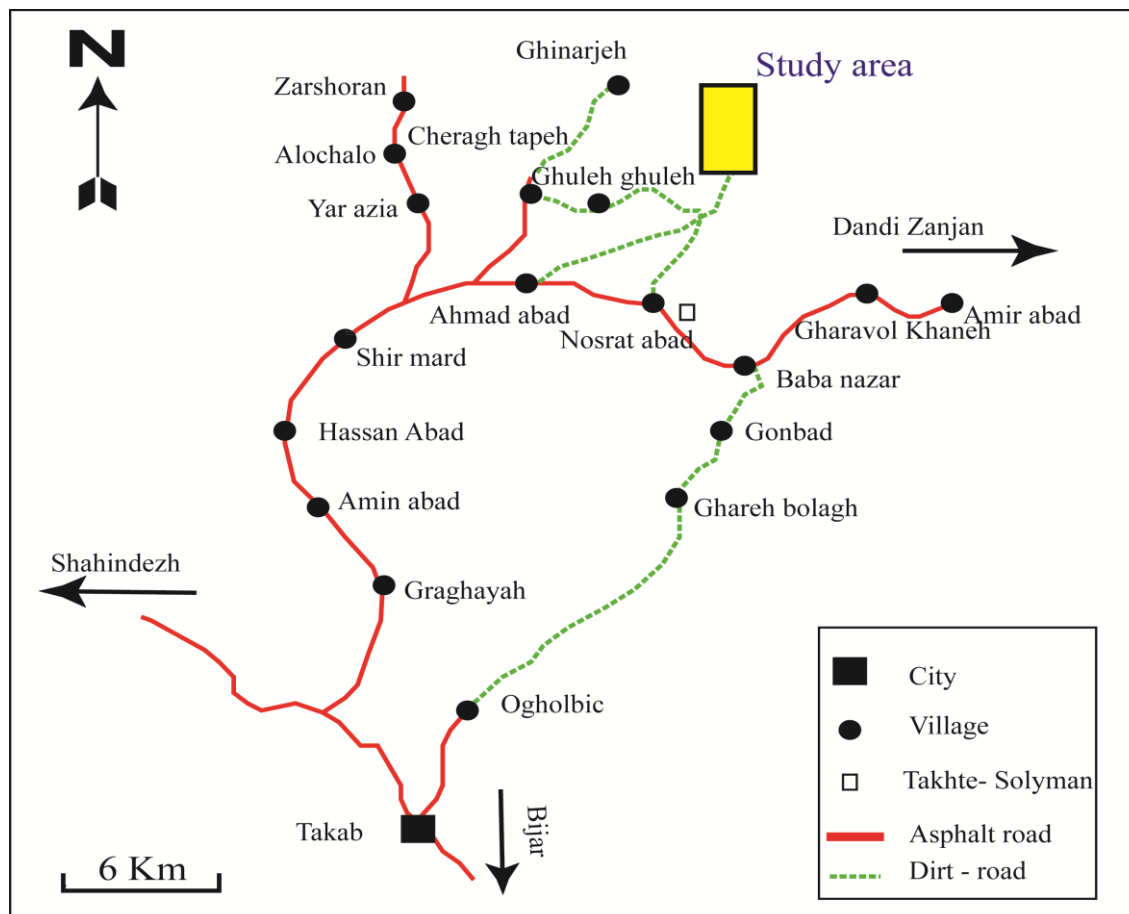 N
Ghinarjeh
Study area
Zarshoran
Cheragh tapeh
Alochalo
Ghuleh ghuleh
Yar azia
Dandi Zanjan
Ahmad abad
Amir abad
Gharavol Khaneh
Nosrat abad
Shir mard
Baba nazar
Hassan Abad
Gonbad
Amin abad
Ghareh bolagh
Shahindezh
Graghayah
Ogholbic
Takab
Bijar
6 Km
City
Village
Takhte- Solyman
Asphalt road
Dirt - road